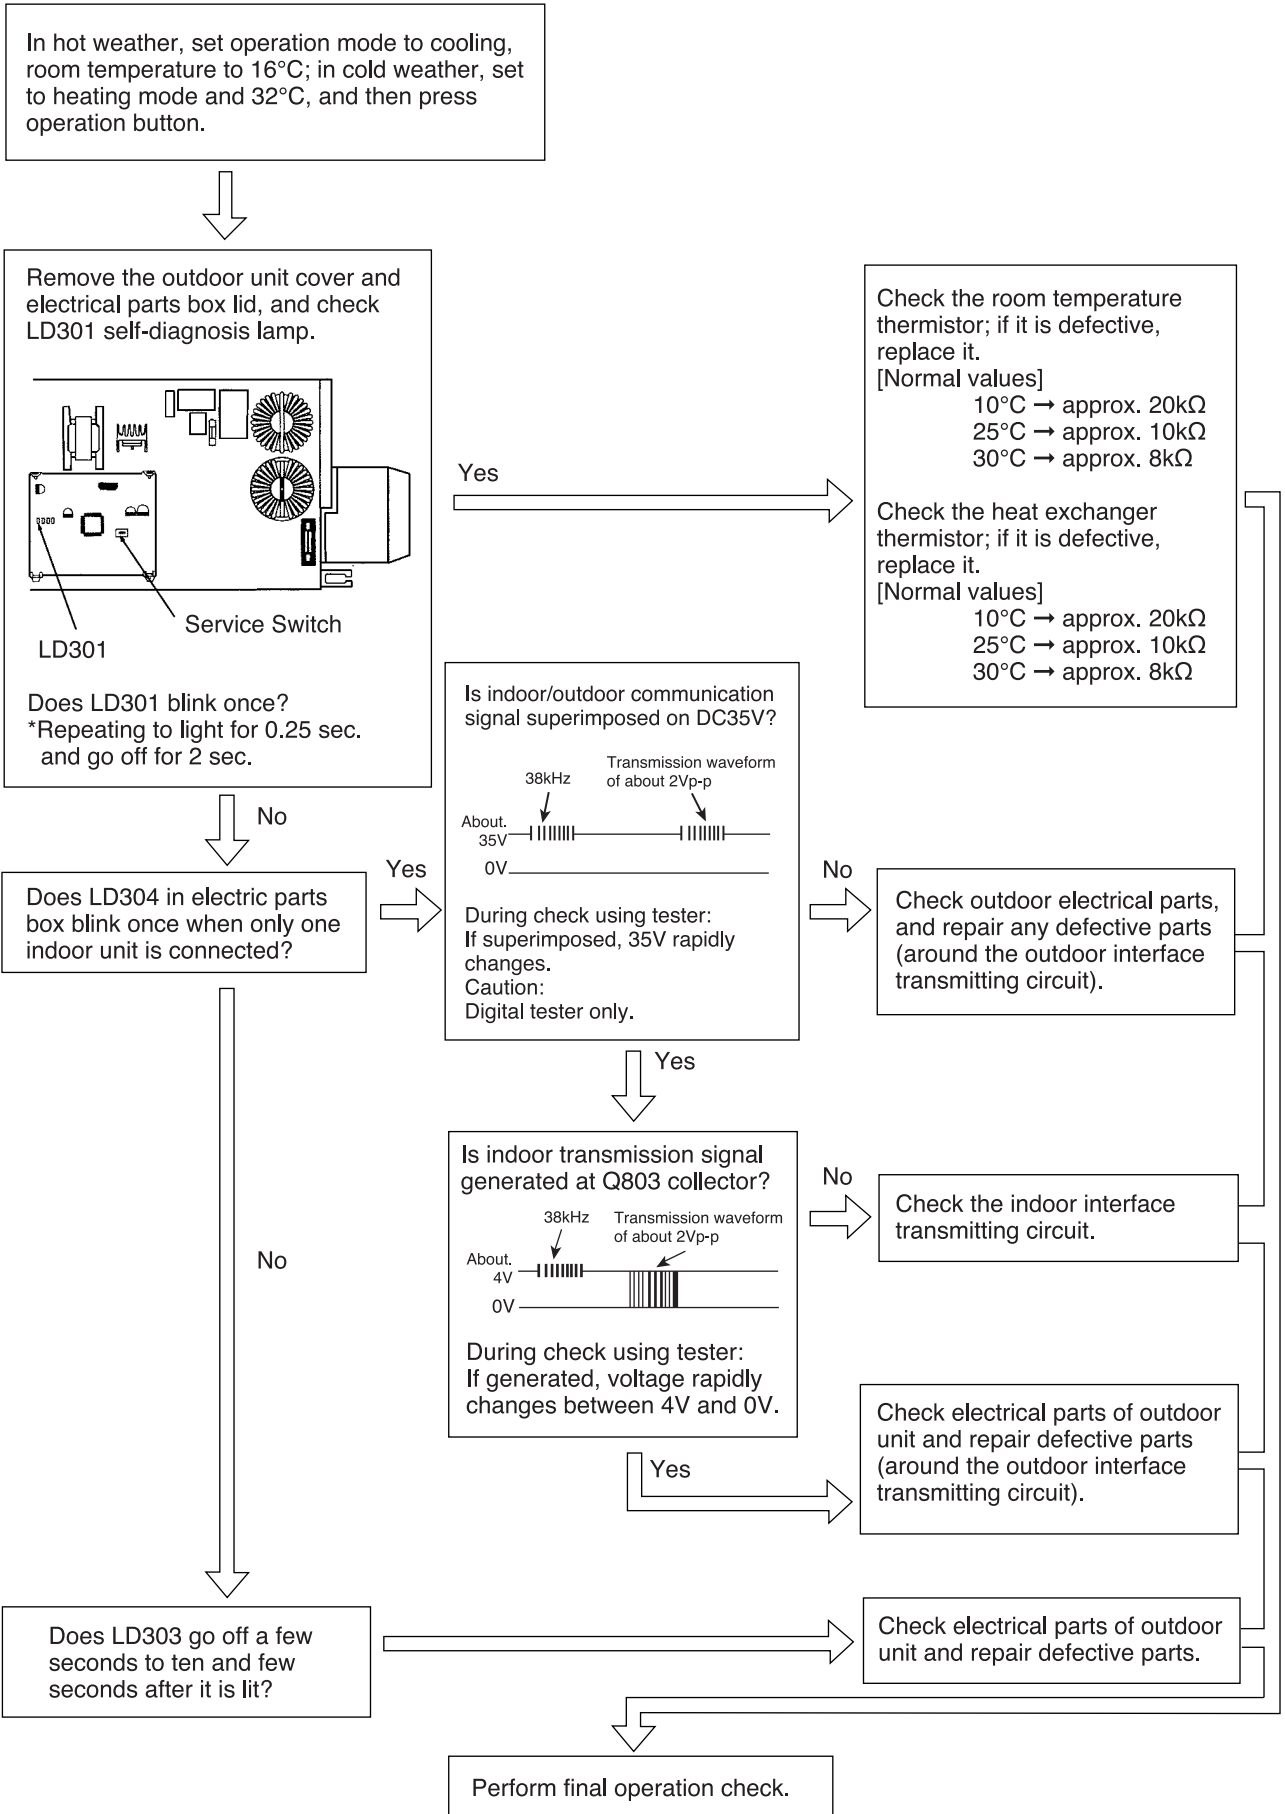 In hot weather, set operation mode to cooling,
room temperature to 16°C; in cold weather, set
to heating mode and 32°C, and then press
operation button.
Remove the outdoor unit cover and
electrical parts box lid, and check
LD301 self-diagnosis lamp.
Service Switch
LD301
Does LD301 blink once?
*Repeating to light for 0.25 sec.
and go off for 2 sec.
Yes
Check the room temperature
thermistor; if it is defective,
replace it.
[Normal values]
10°C → approx. 20kΩ
25°C → approx. 10kΩ
30°C → approx. 8kΩ
Check the heat exchanger
thermistor; if it is defective,
replace it.
[Normal values]
10°C → approx. 20kΩ
25°C → approx. 10kΩ
30°C → approx. 8kΩ
No
Does LD304 in electric parts
box blink once when only one
indoor unit is connected?
Yes
Is indoor/outdoor communication
signal superimposed on DC35V?
38kHz
Transmission waveform
of about 2Vp-p
About.
35V
0V
During check using tester:
If superimposed, 35V rapidly
changes.
Caution:
Digital tester only.
No
Check outdoor electrical parts,
and repair any defective parts
(around the outdoor interface
transmitting circuit).
Yes
Is indoor transmission signal
generated at Q803 collector?
38kHz
Transmission waveform
of about 2Vp-p
About.
4V
0V
During check using tester:
If generated, voltage rapidly
changes between 4V and 0V.
No
Check the indoor interface
transmitting circuit.
Yes
Check electrical parts of outdoor
unit and repair defective parts
(around the outdoor interface
transmitting circuit).
No
Does LD303 go off a few
seconds to ten and few
seconds after it is lit?
Check electrical parts of outdoor
unit and repair defective parts.
Perform final operation check.